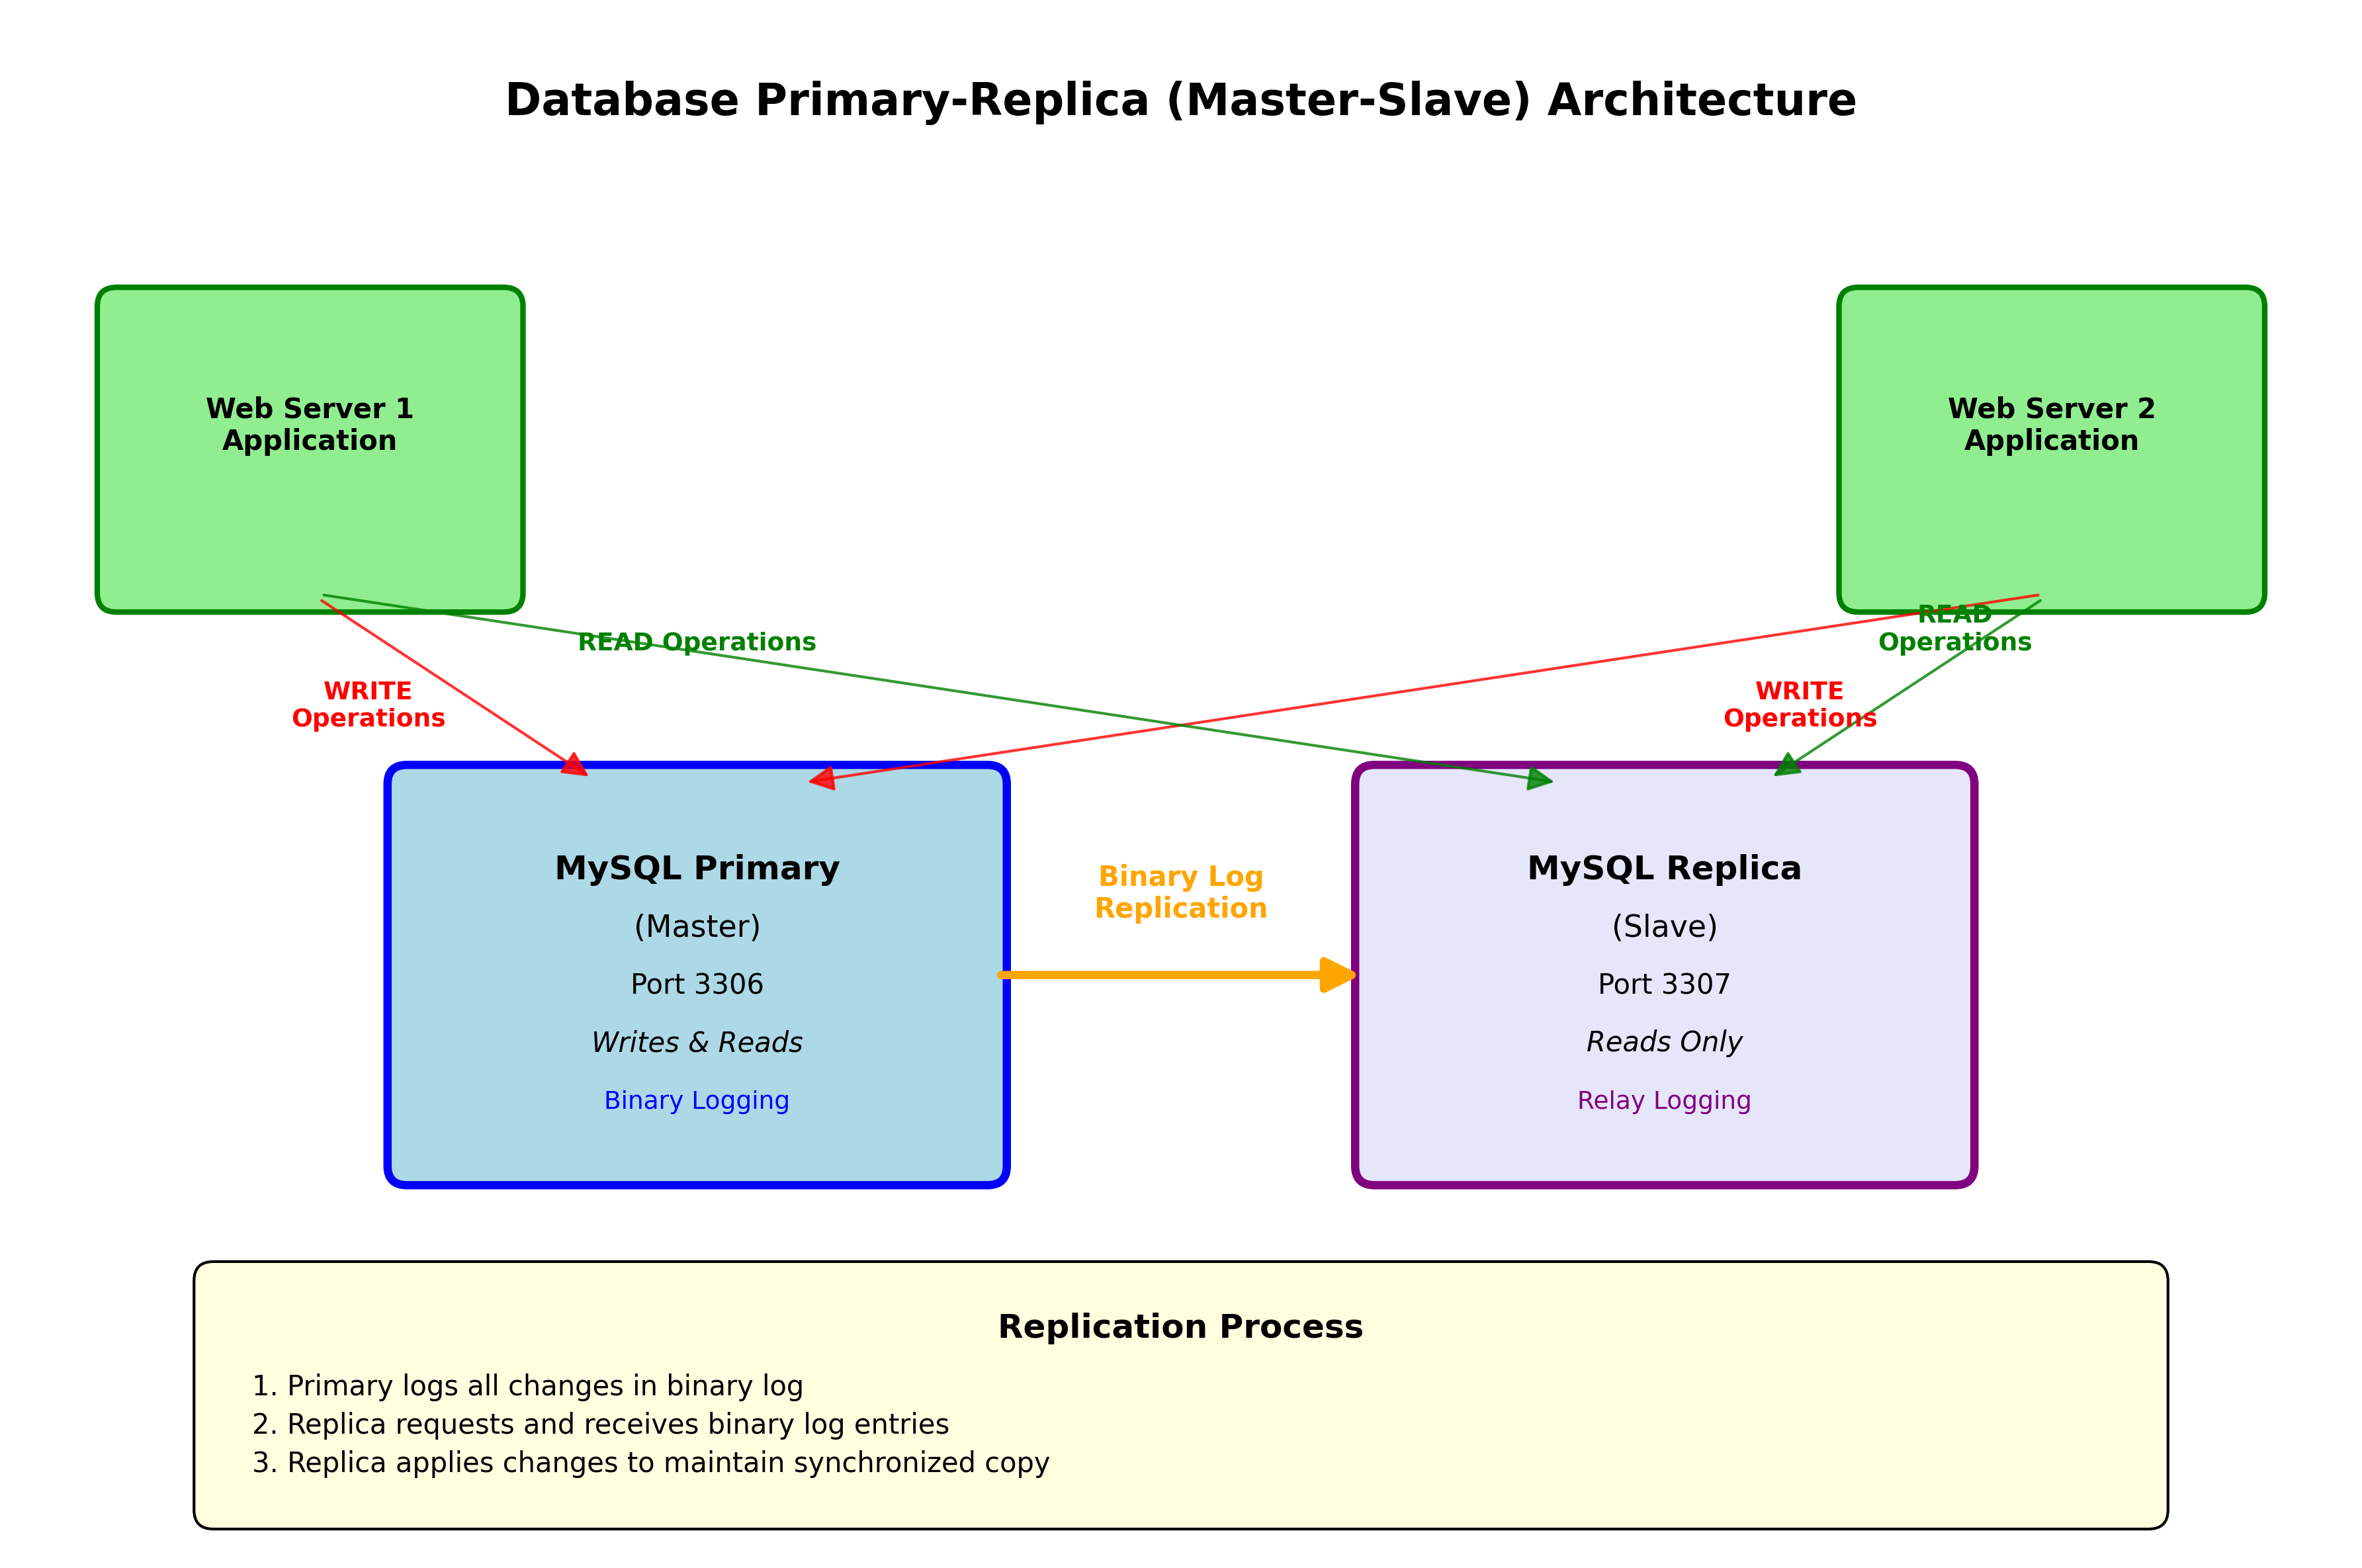 Database Primary-Replica (Master-Slave) Architecture
Web Server 1
Application
Web Server 2
Application
READ Operations
READ
Operations
WRITE
Operations
WRITE
Operations
MySQL Primary
(Master)
Port 3306
Writes & Reads
Binary Logging
Binary Log
Replication
MySQL Replica
(Slave)
Port 3307
Reads Only
Relay Logging
Replication Process
1. Primary logs all changes in binary log
2. Replica requests and receives binary log entries
3. Replica applies changes to maintain synchronized copy